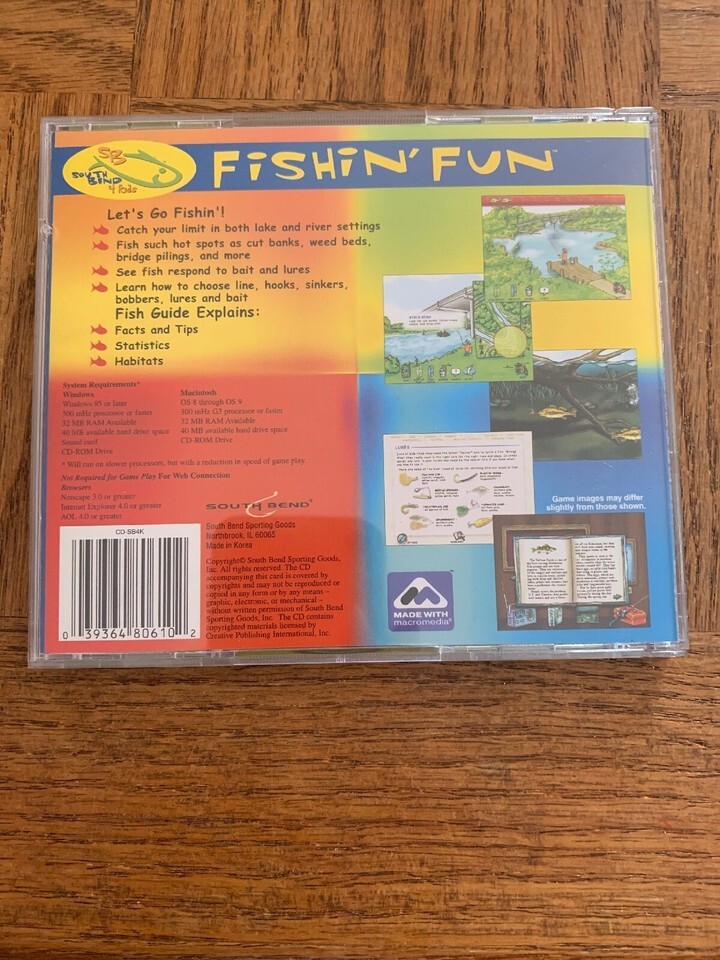 SB
SOUTH
BEND
4 Kids
FiSHiN' FUN™
Let's Go Fishin'!
Catch your limit in both lake and river settings
Fish such hot spots as cut banks, weed beds,
bridge pilings, and more
See fish respond to bait and lures
Learn how to choose line, hooks, sinkers,
bobbers, lures and bait
Fish Guide Explains:
Facts and Tips
Statistics
Habitats
System Requirements*
Windows
Windows 95 or later
300 mHz processor or faster
32 MB RAM Available
40 MB available hard drive space
Sound card
CD-ROM Drive
Macintosh
OS 8 through OS 9
300 mHz G3 processor or faster
32 MB RAM Available
40 MB available hard drive space
CD-ROM Drive
* Will run on slower processors, but with a reduction in speed of game play.
Not Required for Game Play For Web Connection
Browsers
Netscape 3.0 or greater
Internet Explorer 4.0 or greater
AOL 4.0 or greater
CD-SB4K
0 39364 80610 2
SOUTH BEND®
South Bend Sporting Goods
Northbrook, IL 60065
Made in Korea
Copyright© South Bend Sporting Goods,
Inc. All rights reserved. The CD
accompanying this card is covered by
copyrights and may not be reproduced or
copied in any form or by any means –
graphic, electronic, or mechanical –
without written permission of South Bend
Sporting Goods, Inc. The CD contains
copyrighted materials licensed by
Creative Publishing International, Inc.
LURES
Game images may differ
slightly from those shown.
MADE WITH
macromedia®